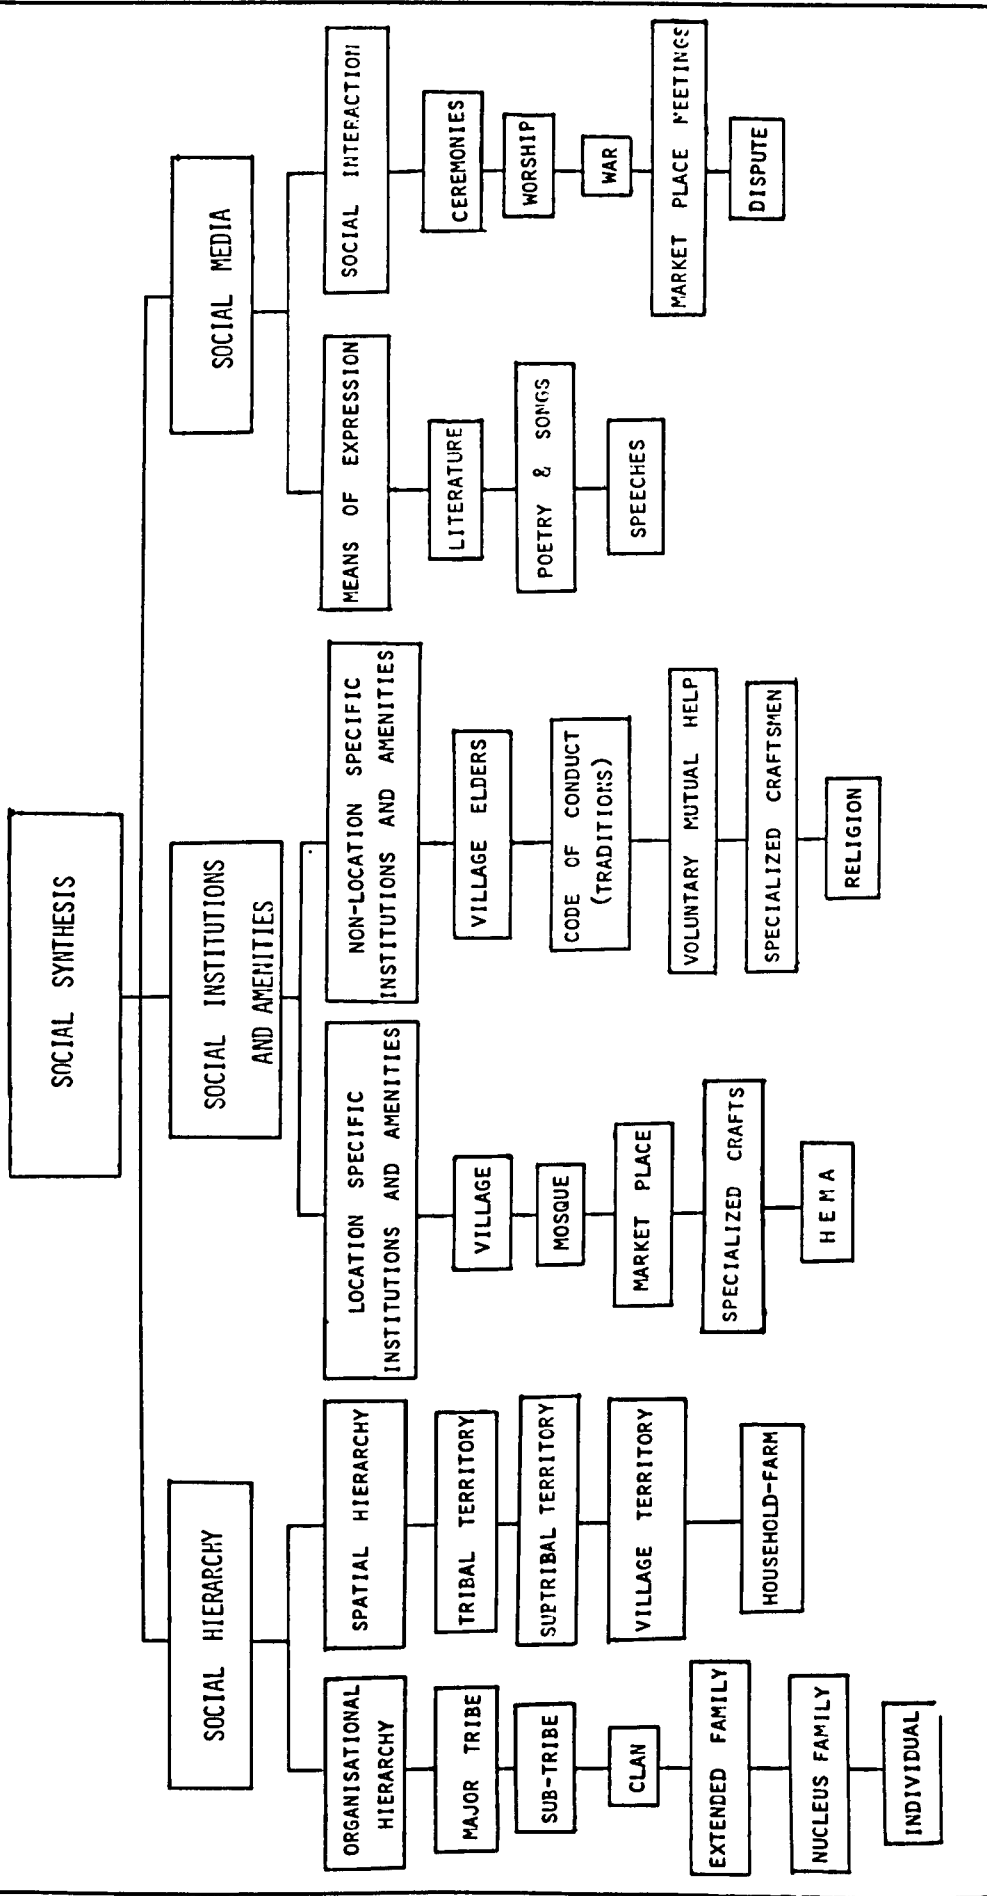 SOCIAL SYNTHESIS
SOCIAL HIERARCHY
ORGANISATIONAL
HIERARCHY
MAJOR TRIBE
SUB-TRIBE
CLAN
EXTENDED FAMILY
NUCLEUS FAMILY
INDIVIDUAL
SPATIAL HIERARCHY
TRIBAL TERRITORY
SUPTRIBAL TERRITORY
VILLAGE TERRITORY
HOUSEHOLD-FARM
SOCIAL INSTITUTIONS
AND AMENITIES
LOCATION SPECIFIC
INSTITUTIONS AND AMENITIES
VILLAGE
MOSQUE
MARKET PLACE
SPECIALIZED CRAFTS
HEMA
NON-LOCATION SPECIFIC
INSTITUTIONS AND AMENITIES
VILLAGE ELDERS
CODE OF CONDUCT
(TRADITIONS)
VOLUNTARY MUTUAL HELP
SPECIALIZED CRAFTSMEN
RELIGION
SOCIAL MEDIA
MEANS OF EXPRESSION
LITERATURE
POETRY & SONGS
SPEECHES
SOCIAL INTERACTION
CEREMONIES
WORSHIP
WAR
MARKET PLACE MEETINGS
DISPUTE